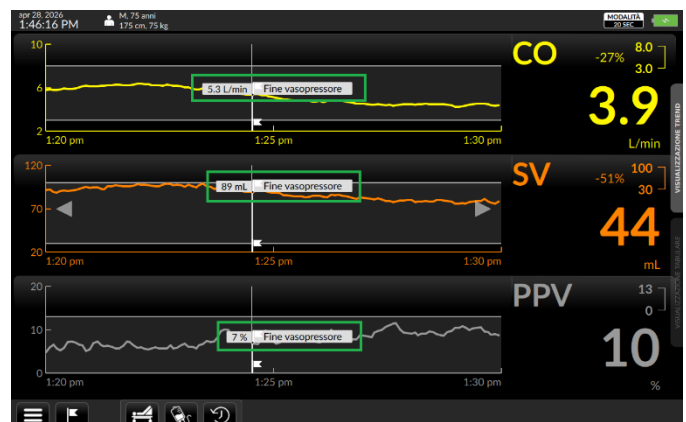 apr 28, 2026
1:46:16 PM
M, 75 anni
175 cm, 75 kg
MODALITÀ
20 SEC
10
6
2
5.3 L/min Fine vasopressore
1:20 pm 1:25 pm 1:30 pm
CO
-27%
8.0
3.0
3.9
L/min
120
70
20
89 mL Fine vasopressore
1:20 pm 1:25 pm 1:30 pm
SV
-51%
100
30
44
mL
20
10
0
7 % Fine vasopressore
1:20 pm 1:25 pm 1:30 pm
PPV
13
0
10
%
VISUALIZZAZIONE TREND
VISUALIZZAZIONE TABULARE